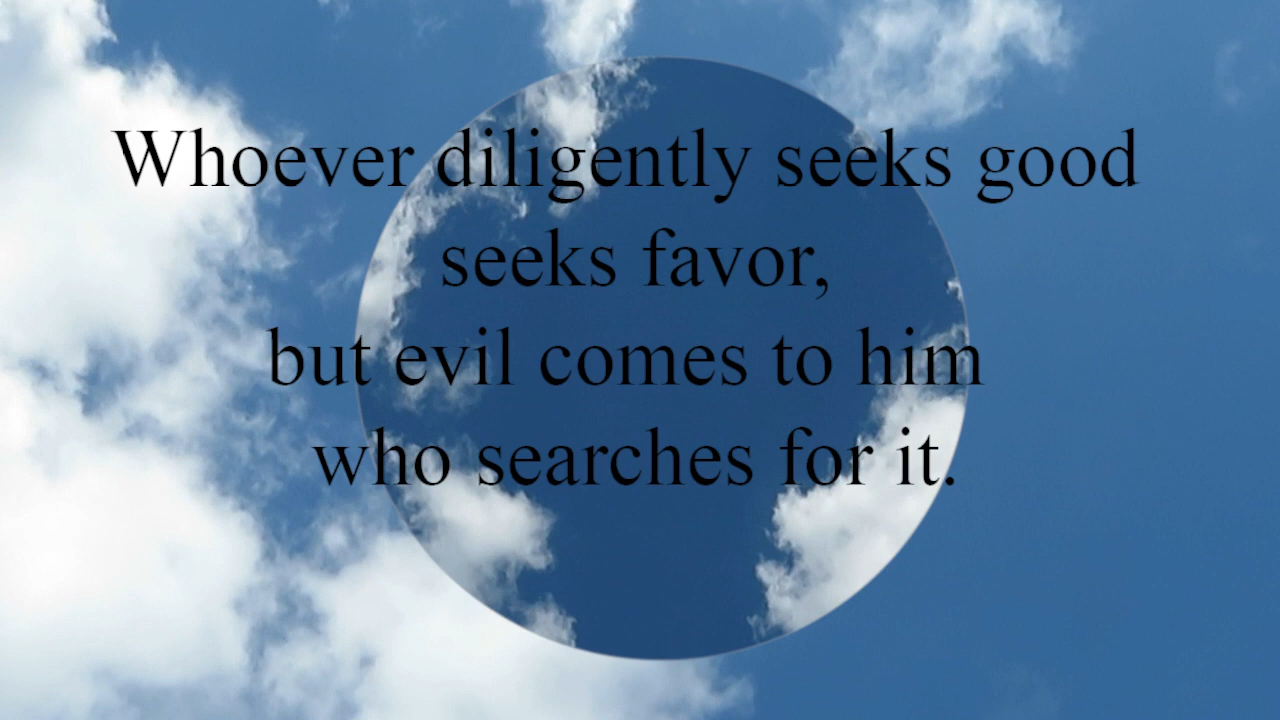 Whoever diligently seeks good
seeks favor,
but evil comes to him
who searches for it.